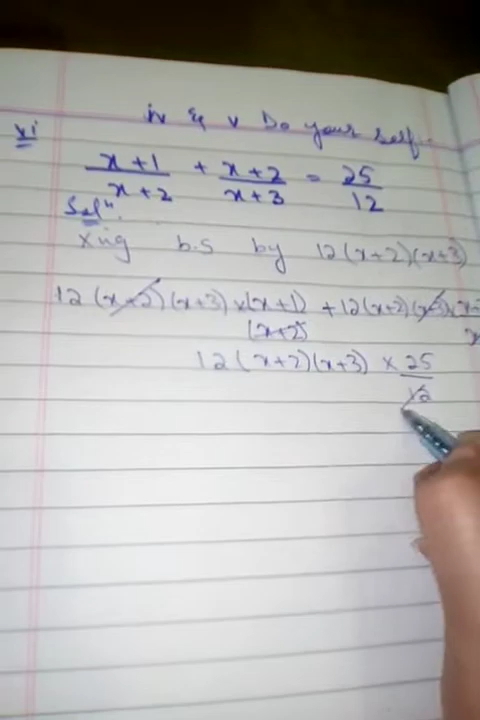 iv & v Do your self.
vi
x+1/x+2 + x+2/x+3 = 25/12
Solⁿ.
xing b.s by 12(x+2)(x+3)
12(x+2)(x+3)×(x+1)/(x+2) + 12(x+2)(x+3)×
12(x+2)(x+3) × 25/12